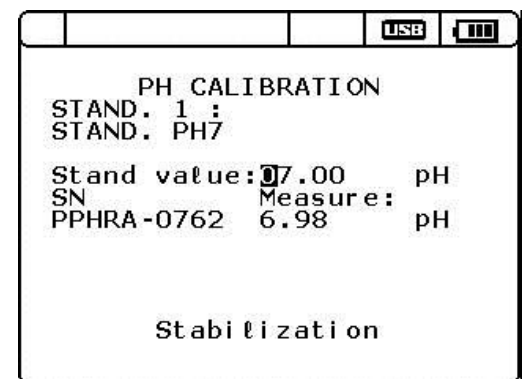 USB
PH CALIBRATION
STAND. 1 :
STAND. PH7
Stand value:07.00 pH
SN Measure:
PPHRA-0762 6.98 pH
Stabilization